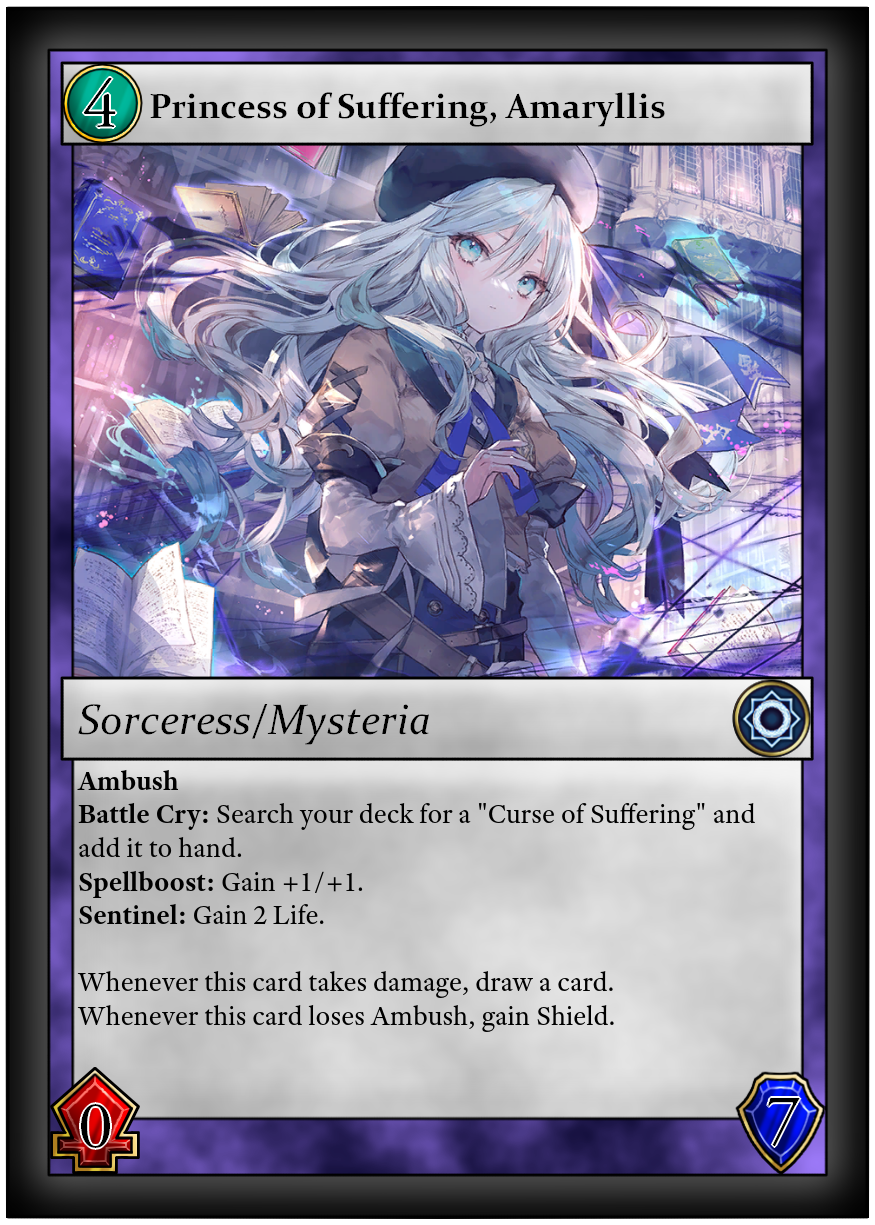 4
Princess of Suffering, Amaryllis
Sorceress/Mysteria
Ambush
Battle Cry: Search your deck for a "Curse of Suffering" and
add it to hand.
Spellboost: Gain +1/+1.
Sentinel: Gain 2 Life.
Whenever this card takes damage, draw a card.
Whenever this card loses Ambush, gain Shield.
0
7